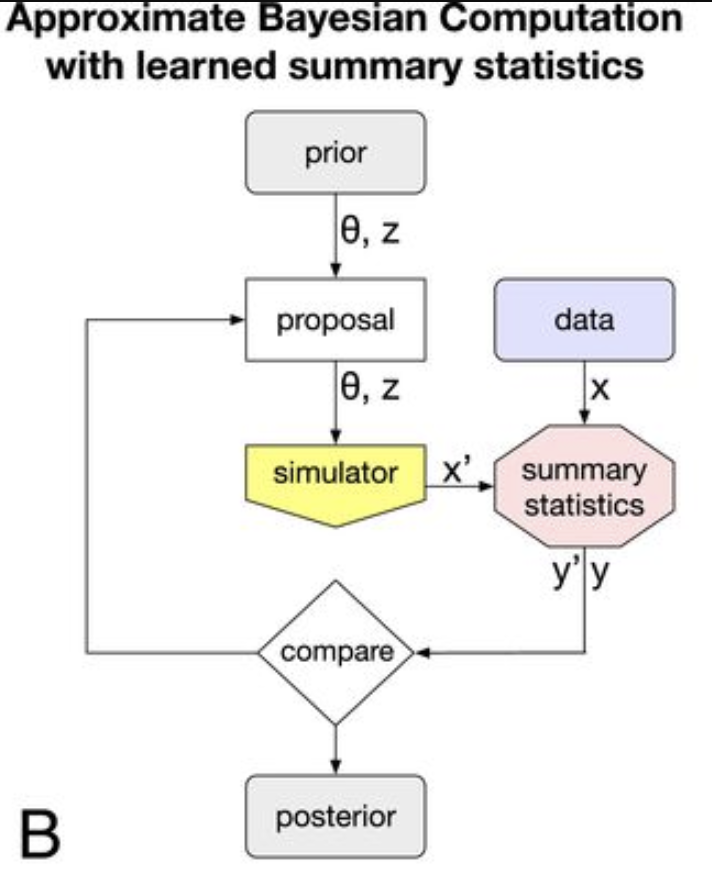 Approximate Bayesian Computation
with learned summary statistics
prior
θ, z
proposal
data
θ, z
x
simulator
x’
summary
statistics
y’ y
compare
posterior
B